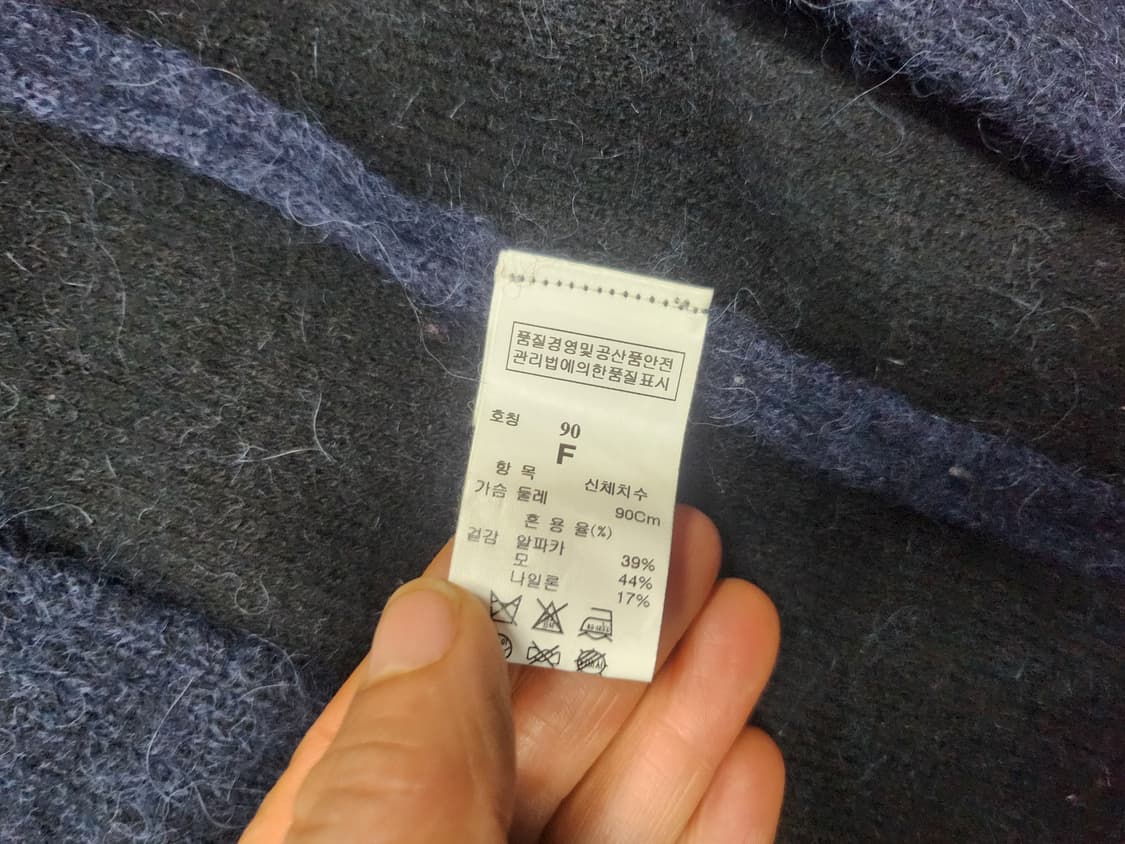 품질경영및공산품안전
관리법에의한품질표시
호칭 90
F
항 목 신체치수
가슴 둘레 90Cm
혼 용 율(%)
겉감 알파카 39%
모 44%
나일론 17%